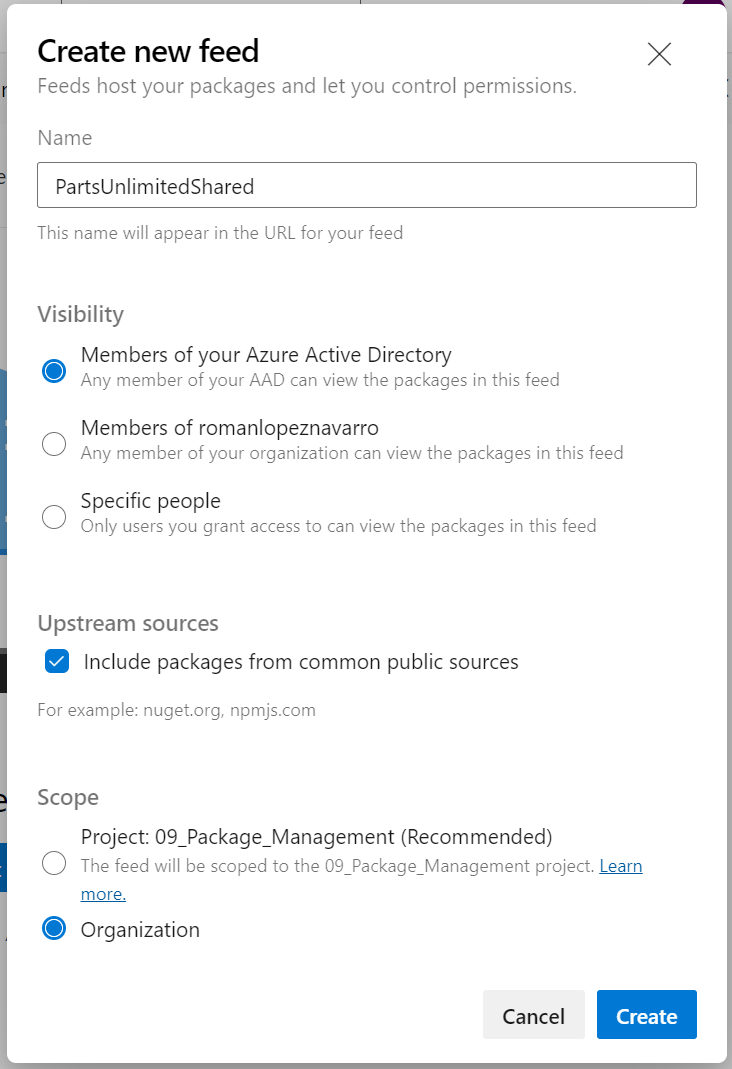 Create new feed
Feeds host your packages and let you control permissions.
Name
PartsUnlimitedShared
This name will appear in the URL for your feed
Visibility
Members of your Azure Active Directory
Any member of your AAD can view the packages in this feed
Members of romanlopeznavarro
Any member of your organization can view the packages in this feed
Specific people
Only users you grant access to can view the packages in this feed
Upstream sources
Include packages from common public sources
For example: nuget.org, npmjs.com
Scope
Project: 09_Package_Management (Recommended)
The feed will be scoped to the 09_Package_Management project. Learn
more.
Organization
Cancel
Create